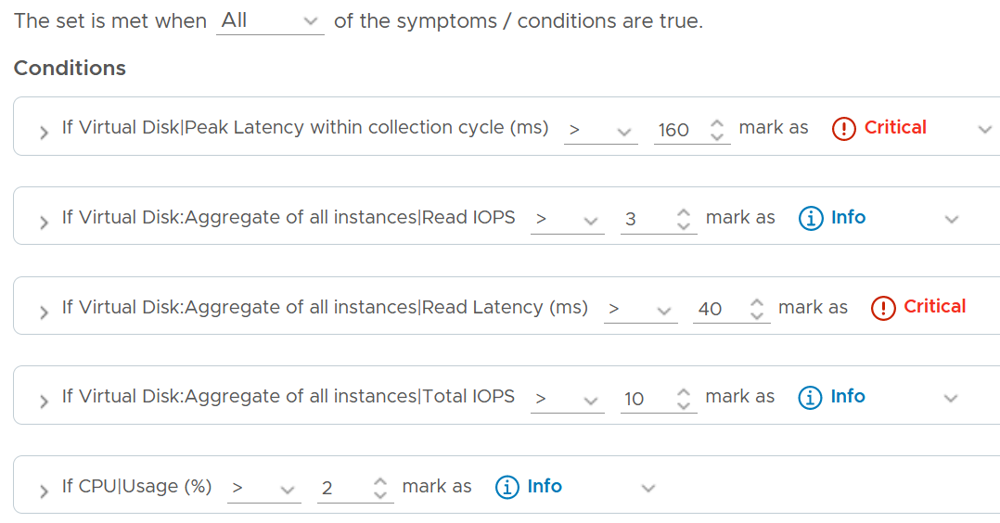 The set is met when All of the symptoms / conditions are true.
Conditions
If Virtual Disk|Peak Latency within collection cycle (ms) > 160 mark as Critical
If Virtual Disk:Aggregate of all instances|Read IOPS > 3 mark as Info
If Virtual Disk:Aggregate of all instances|Read Latency (ms) > 40 mark as Critical
If Virtual Disk:Aggregate of all instances|Total IOPS > 10 mark as Info
If CPU|Usage (%) > 2 mark as Info